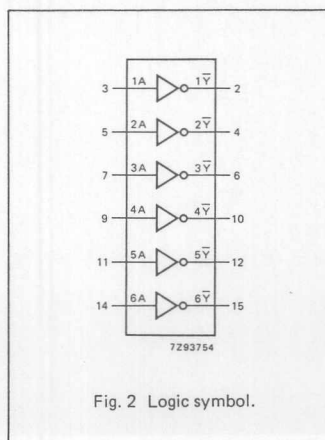 3 1A 1Y̅ 2
5 2A 2Y̅ 4
7 3A 3Y̅ 6
9 4A 4Y̅ 10
11 5A 5Y̅ 12
14 6A 6Y̅ 15
7Z93754
Fig. 2 Logic symbol.